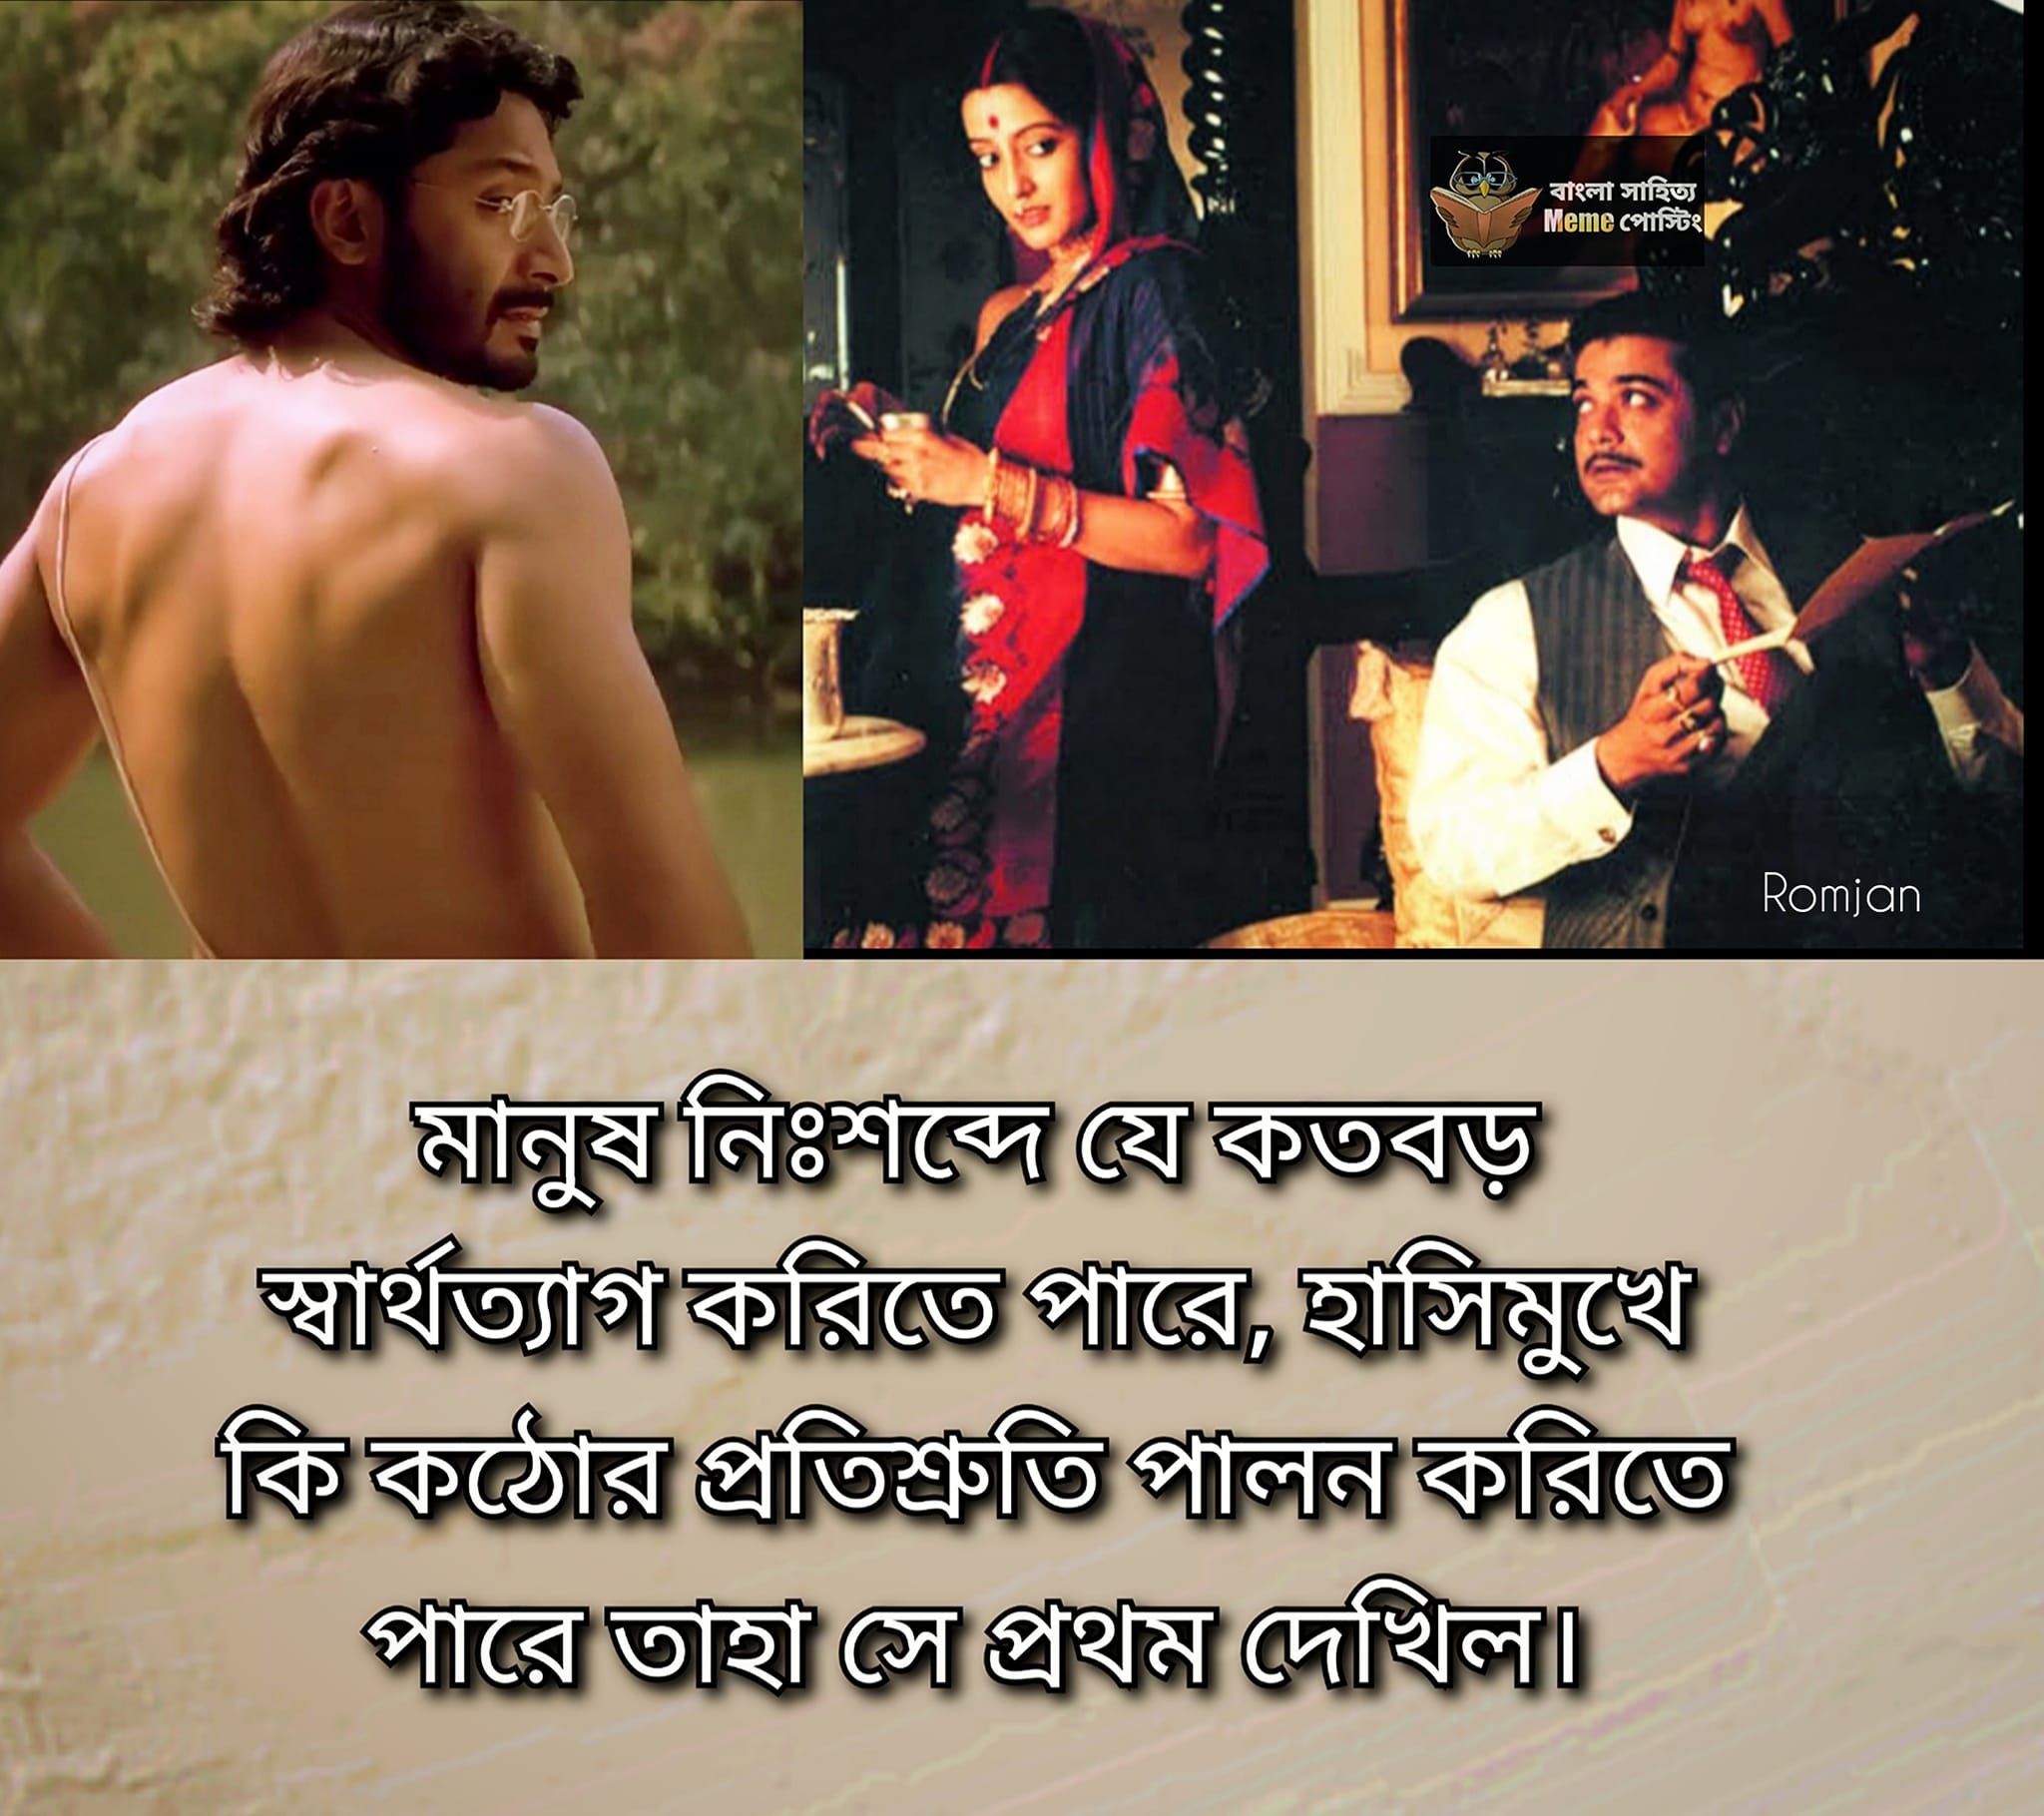 বাংলা সাহিত্য
Meme পোস্টিং
Romjan
মানুষ নিঃশব্দে যে কতবড়
স্বার্থত্যাগ করিতে পারে, হাসিমুখে
কি কঠোর প্রতিশ্রুতি পালন করিতে
পারে তাহা সে প্রথম দেখিল।